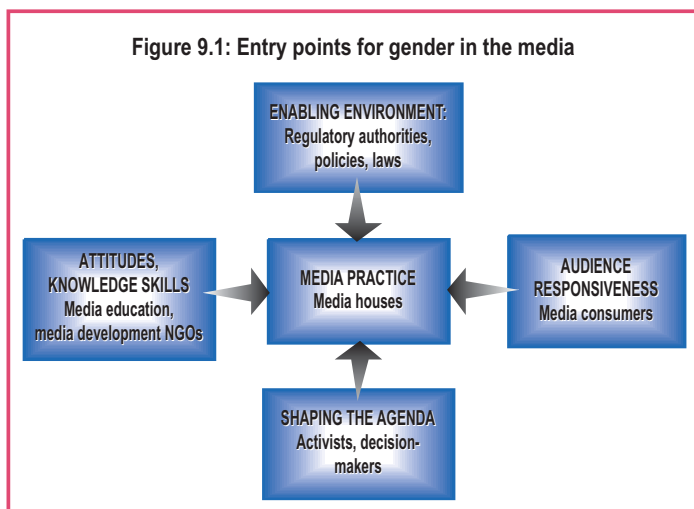 Figure 9.1: Entry points for gender in the media
ENABLING ENVIRONMENT:
Regulatory authorities,
policies, laws
ATTITUDES,
KNOWLEDGE SKILLS
Media education,
media development NGOs
MEDIA PRACTICE
Media houses
AUDIENCE
RESPONSIVENESS
Media consumers
SHAPING THE AGENDA
Activists, decision-
makers